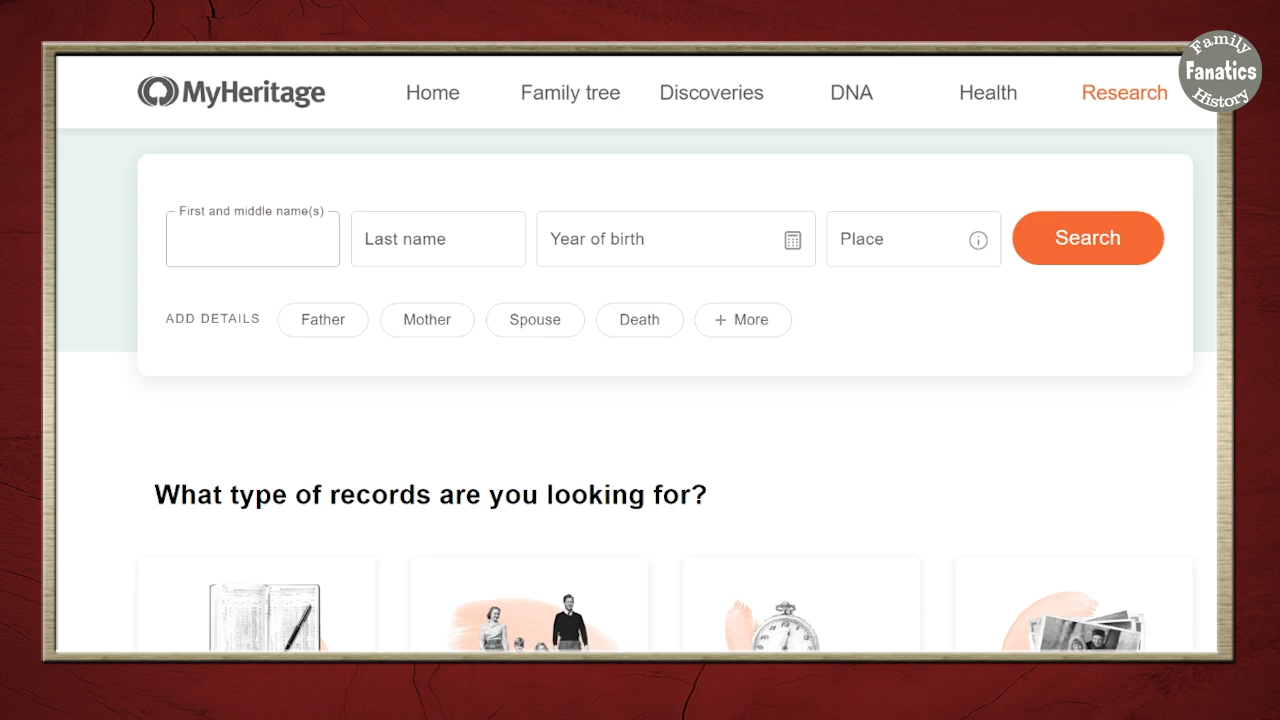 Family
Fanatics
History
MyHeritage Home Family tree Discoveries DNA Health Research
First and middle name(s)
Last name Year of birth Place Search
ADD DETAILS Father Mother Spouse Death + More
What type of records are you looking for?